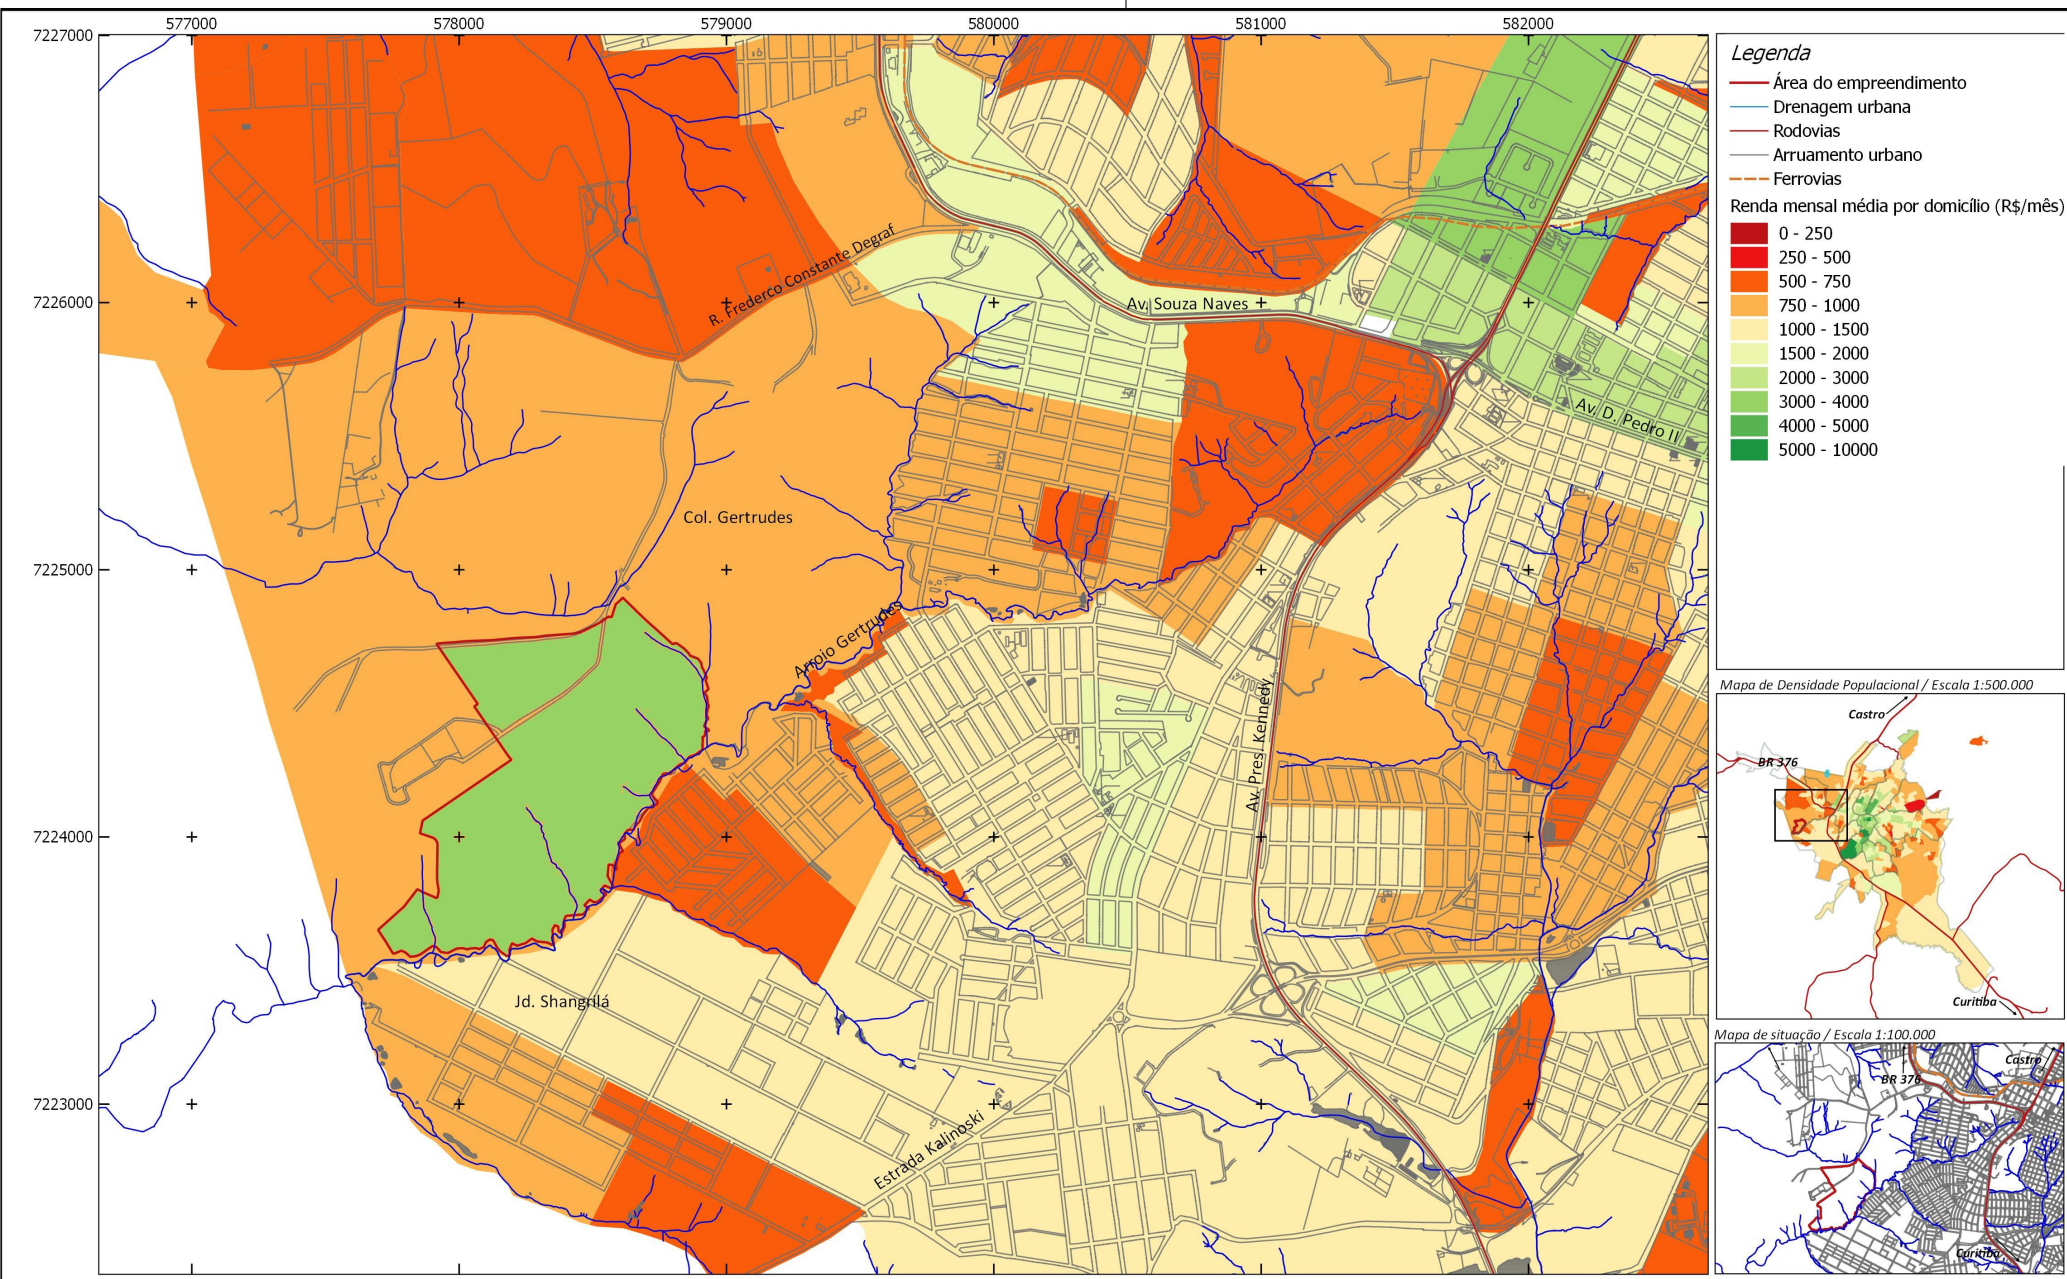 577000 578000 579000 580000 581000 582000
7227000
7226000
7225000
7224000
7223000
R. Frederco Constante Degraf
Av. Souza Naves
Av. D. Pedro II
Col. Gertrudes
Arroio Gertrudes
Av. Pres. Kennedy
Jd. Shangrilá
Estrada Kalinoski
Legenda
Área do empreendimento
Drenagem urbana
Rodovias
Arruamento urbano
Ferrovias
Renda mensal média por domicílio (R$/mês)
0 - 250
250 - 500
500 - 750
750 - 1000
1000 - 1500
1500 - 2000
2000 - 3000
3000 - 4000
4000 - 5000
5000 - 10000
Mapa de Densidade Populacional / Escala 1:500.000
Castro
BR 376
Curitiba
Mapa de situação / Escala 1:100.000
Castro
BR 376
Curitiba